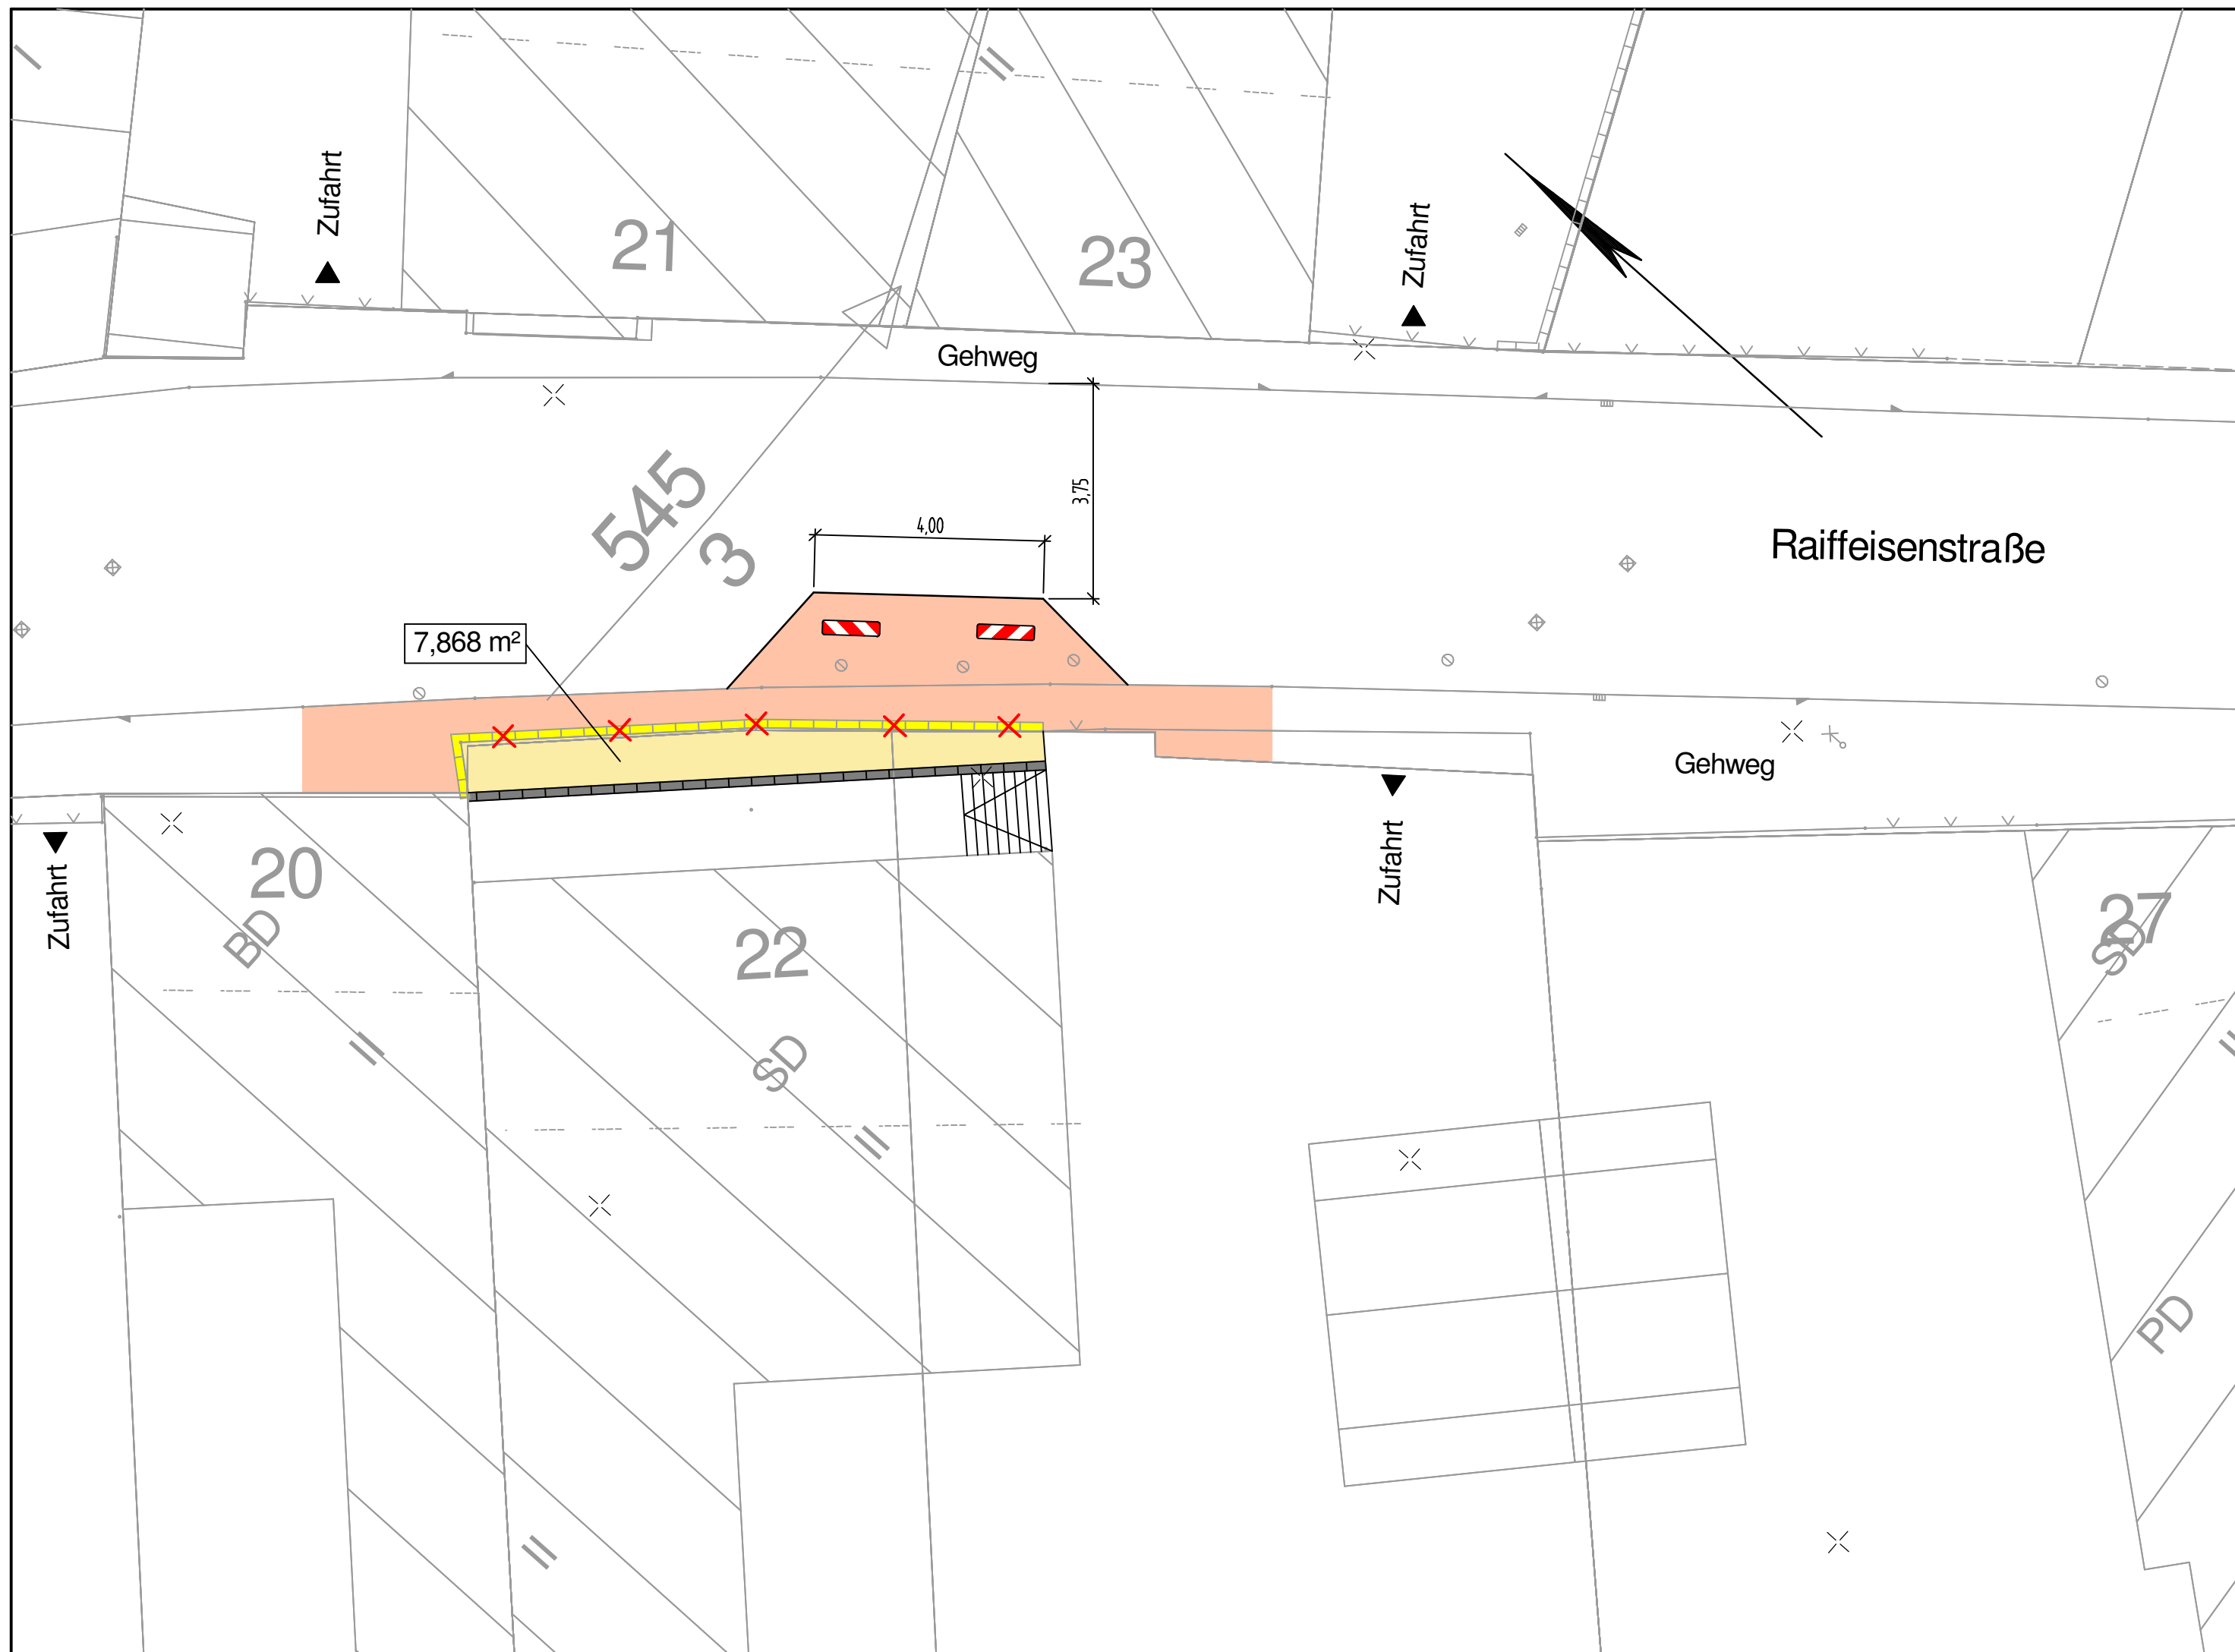 I
II
Zufahrt
21
23
Zufahrt
Gehweg
3,75
545
3
4,00
Raiffeisenstraße
7,868 m²
Gehweg
Zufahrt
20
BD
II
22
SD
III
Zufahrt
27
SD
PD
II